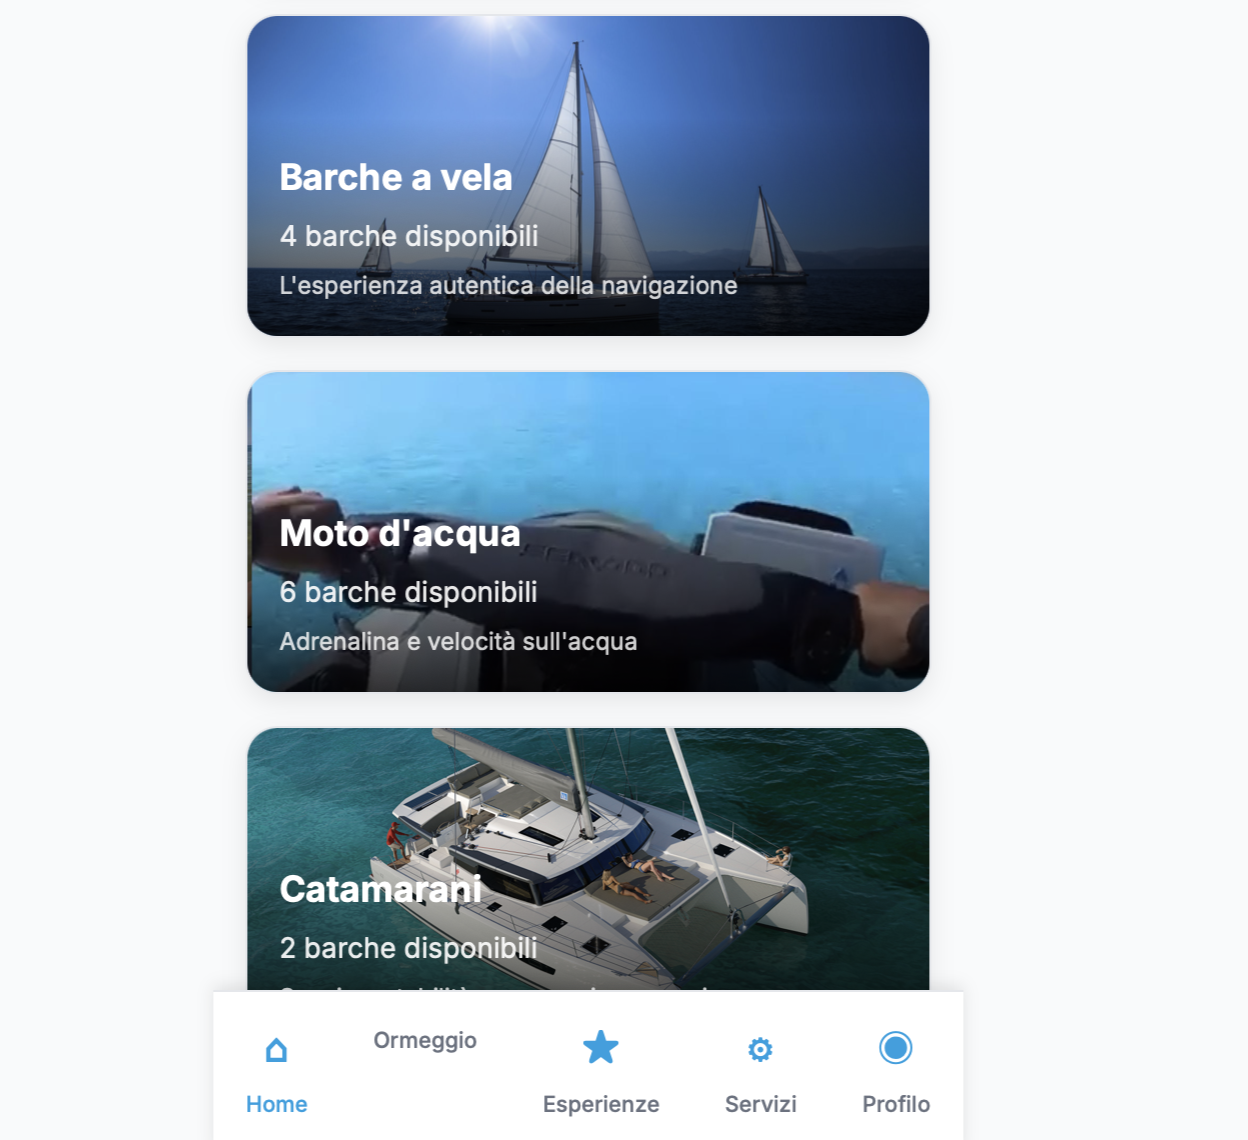 Barche a vela
4 barche disponibili
L'esperienza autentica della navigazione
Moto d'acqua
6 barche disponibili
Adrenalina e velocità sull'acqua
Catamarani
2 barche disponibili
Ormeggio
Home
Esperienze
Servizi
Profilo